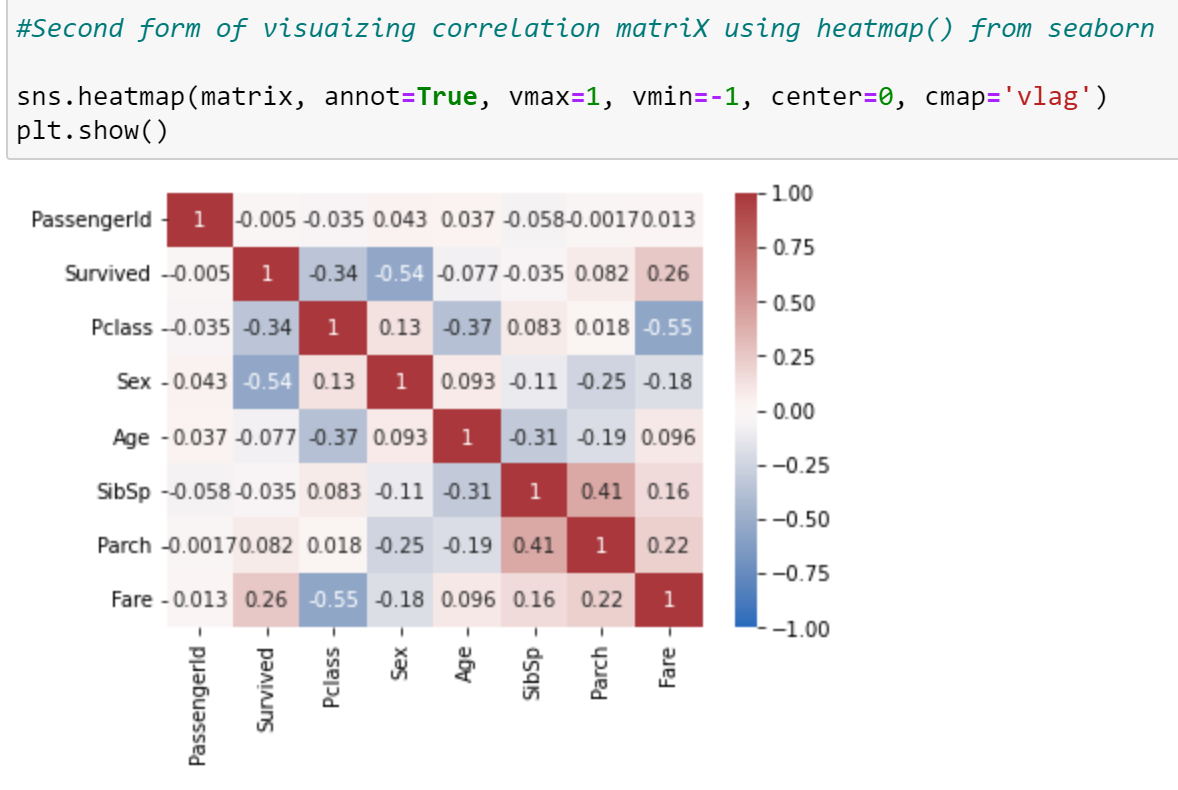 #Second form of visuaizing correlation matriX using heatmap() from seaborn
sns.heatmap(matrix, annot=True, vmax=1, vmin=-1, center=0, cmap='vlag')
plt.show()
PassengerId - 1 -0.005 -0.035 0.043 0.037 -0.058 -0.0017 0.013
Survived - -0.005 1 -0.34 -0.54 -0.077 -0.035 0.082 0.26
Pclass - -0.035 -0.34 1 0.13 -0.37 0.083 0.018 -0.55
Sex - 0.043 -0.54 0.13 1 0.093 -0.11 -0.25 -0.18
Age - 0.037 -0.077 -0.37 0.093 1 -0.31 -0.19 0.096
SibSp - -0.058 -0.035 0.083 -0.11 -0.31 1 0.41 0.16
Parch - -0.0017 0.082 0.018 -0.25 -0.19 0.41 1 0.22
Fare - 0.013 0.26 -0.55 -0.18 0.096 0.16 0.22 1
PassengerId
Survived
Pclass
Sex
Age
SibSp
Parch
Fare
1.00
0.75
0.50
0.25
0.00
−0.25
−0.50
−0.75
−1.00